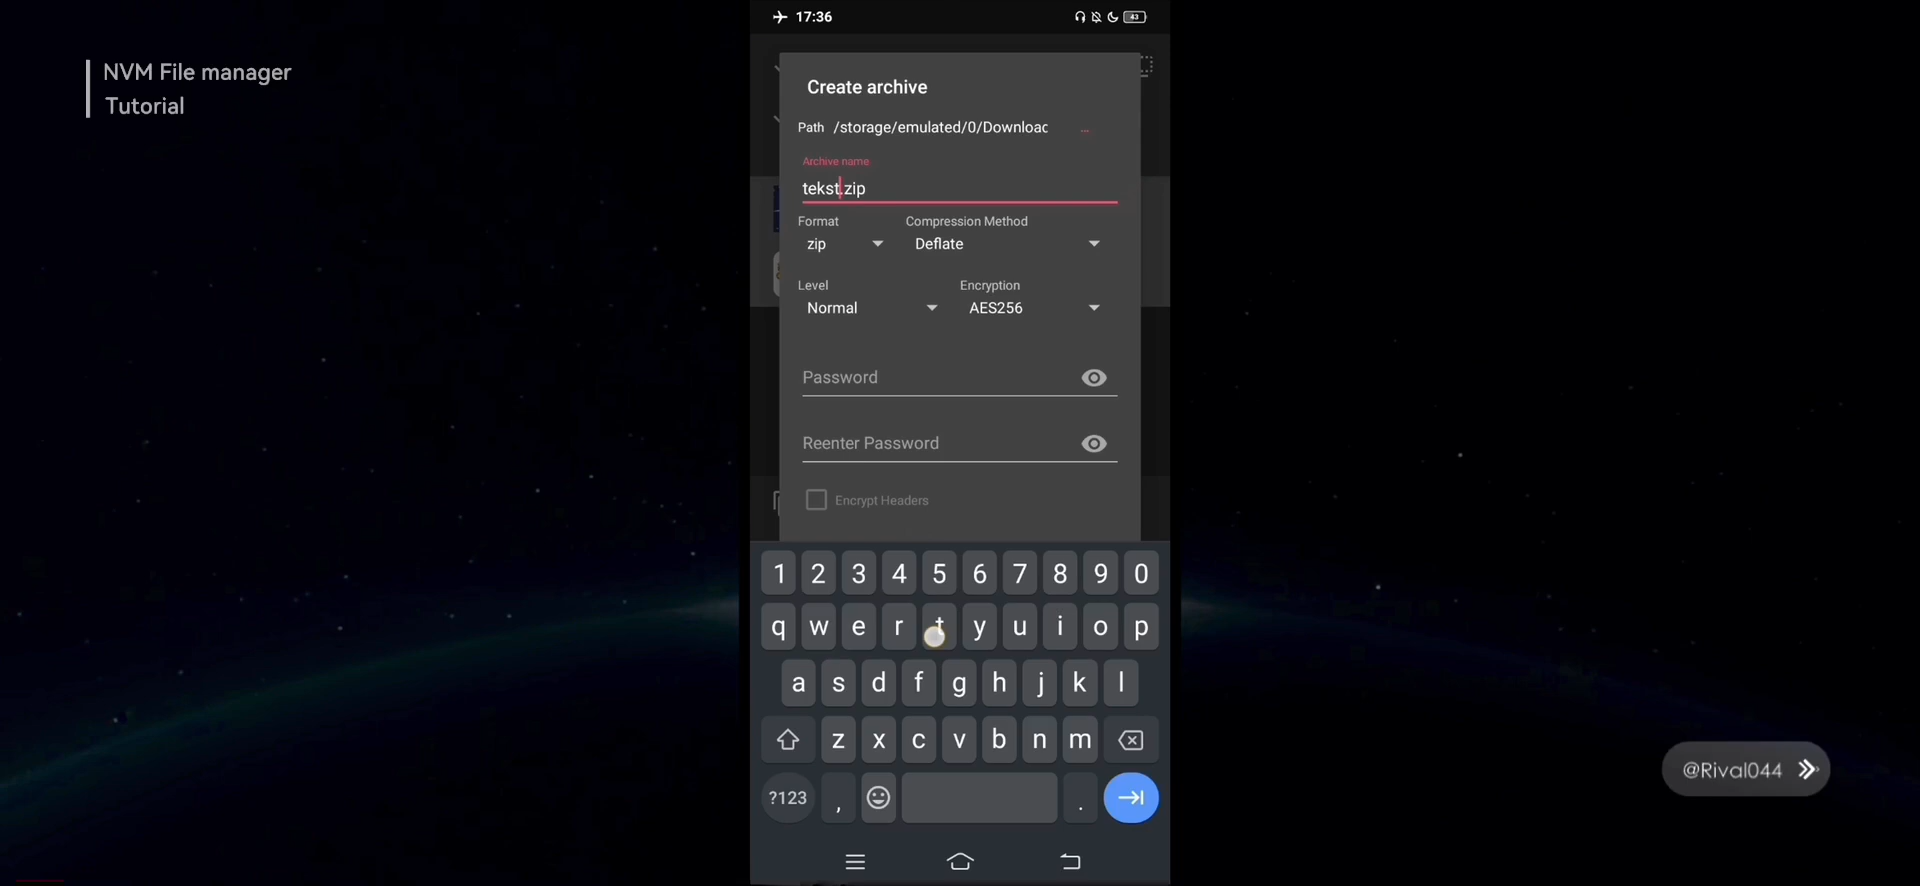 NVM File manager
Tutorial
17:36
43
Create archive
Path /storage/emulated/0/Downloac ...
Archive name
tekst.zip
Format Compression Method
zip Deflate
Level Encryption
Normal AES256
Password
Reenter Password
Encrypt Headers
1 2 3 4 5 6 7 8 9 0
q w e r t y u i o p
a s d f g h j k l
z x c v b n m
?123 , .
@Rival044